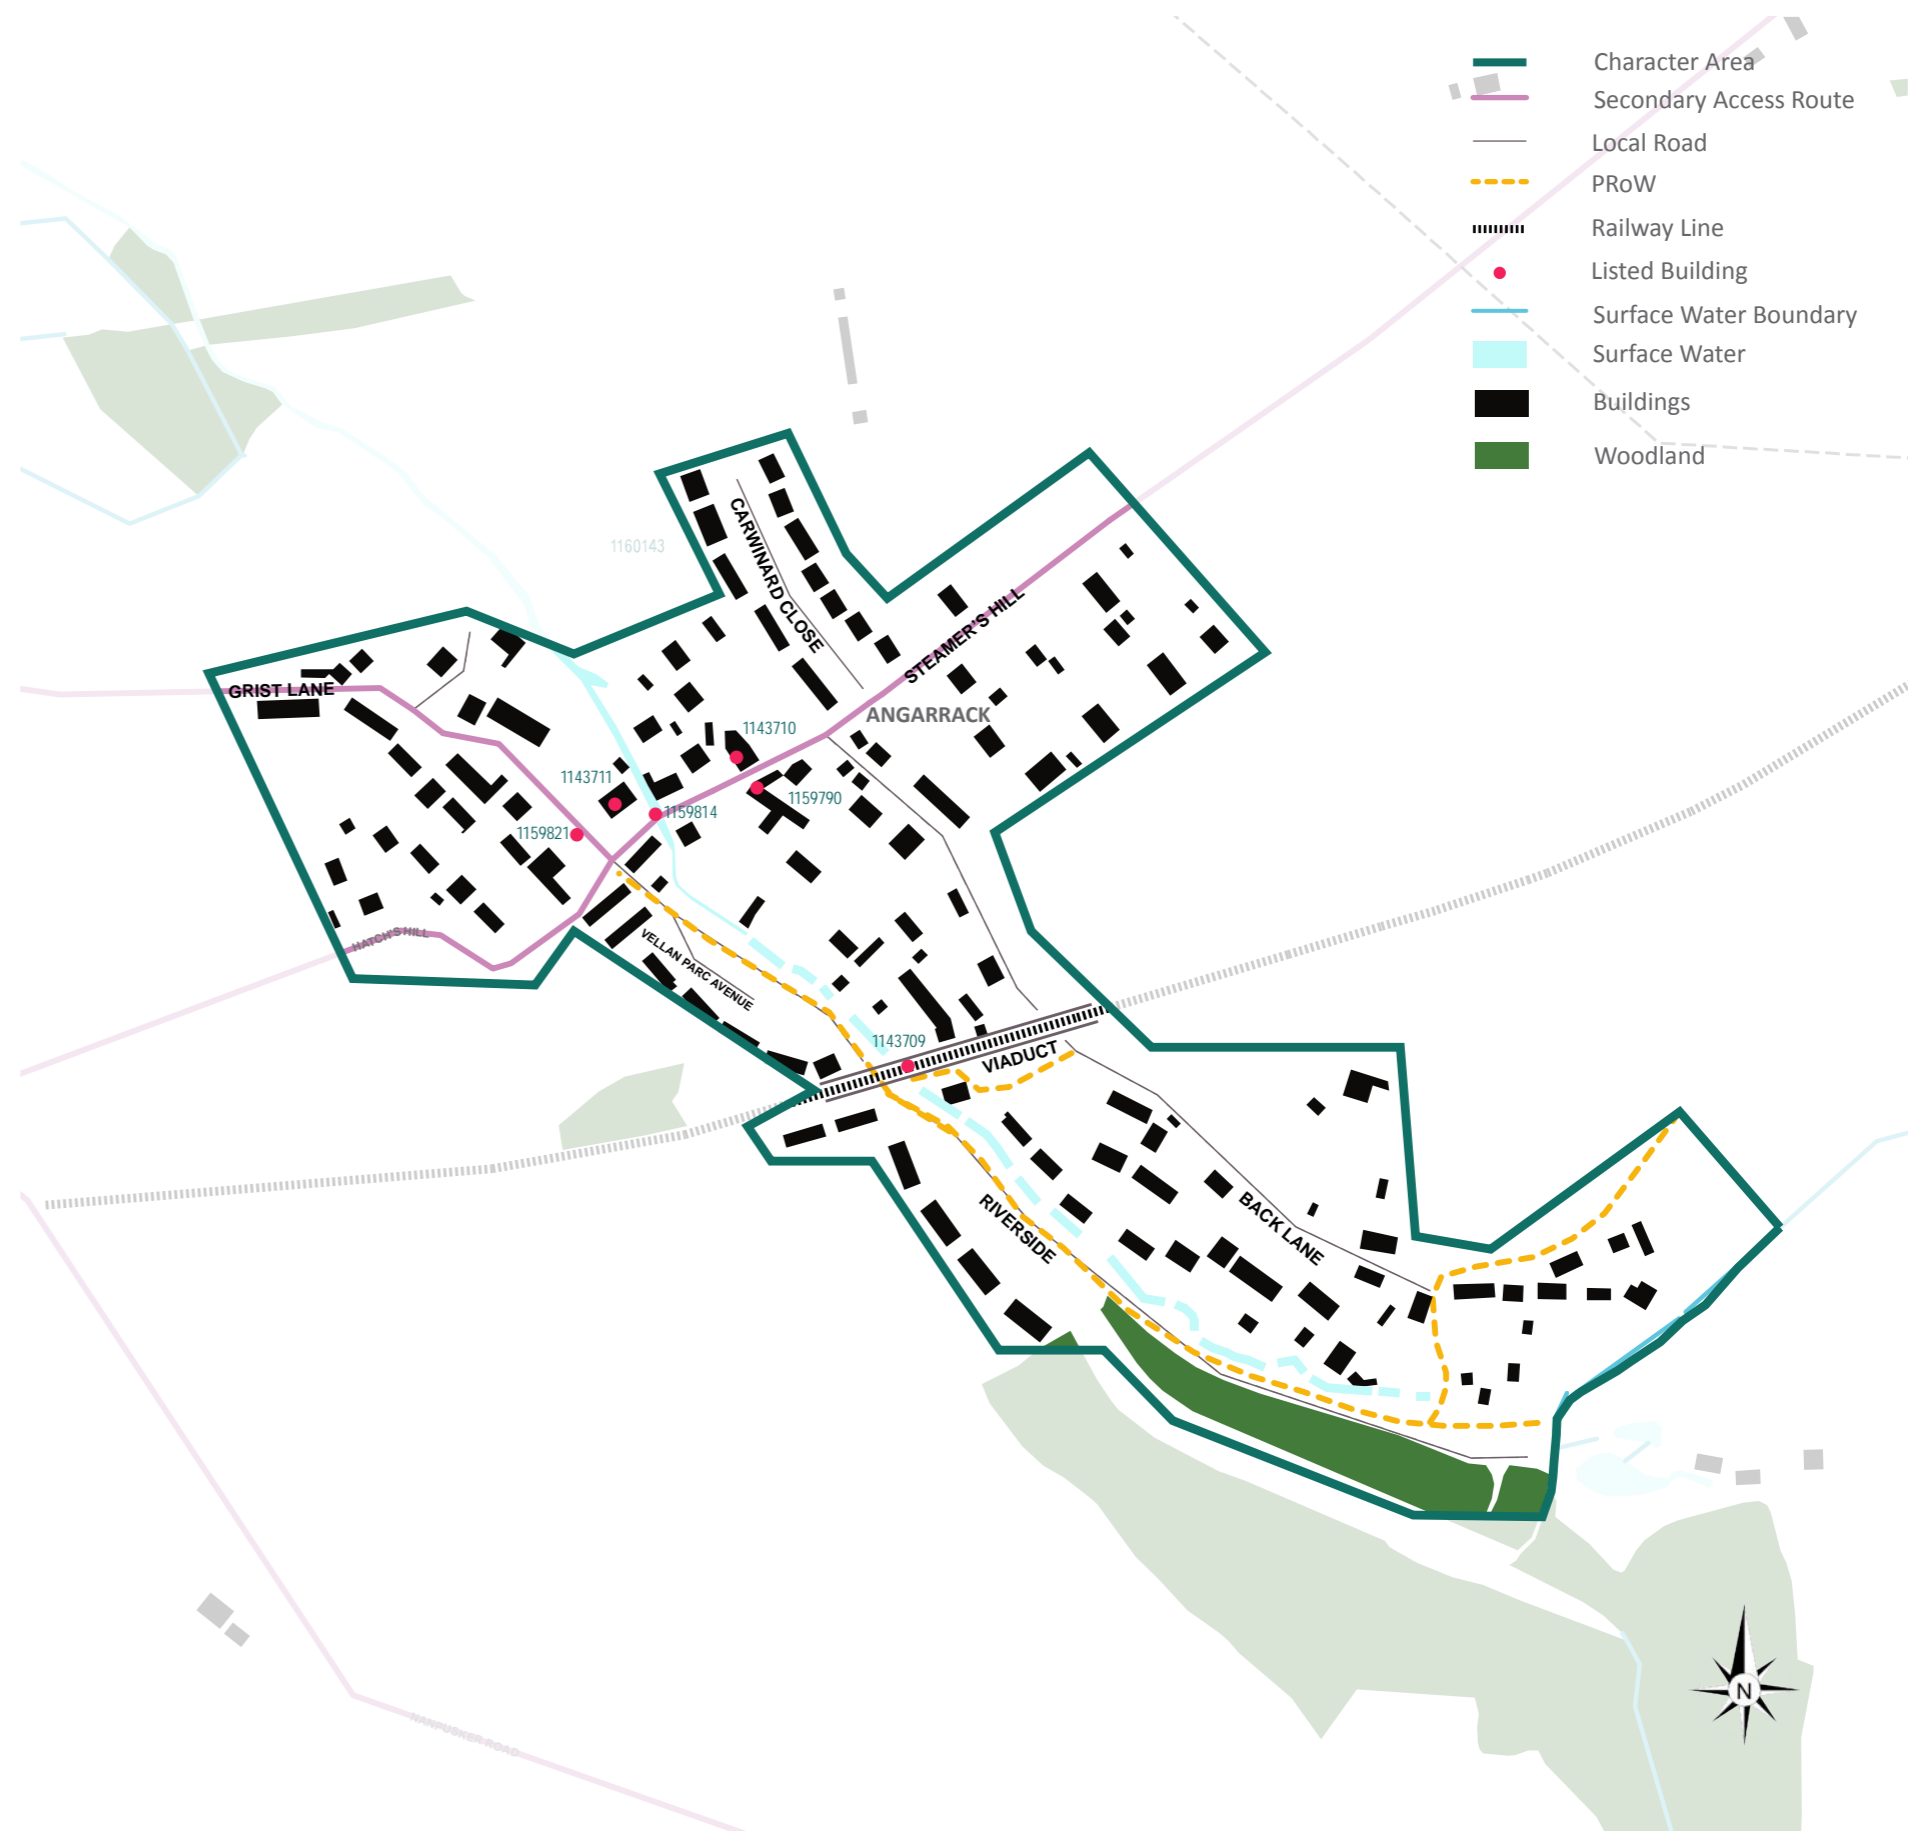 Character Area
Secondary Access Route
Local Road
PRoW
Railway Line
Listed Building
Surface Water Boundary
Surface Water
Buildings
Woodland
CARWINARD CLOSE
1160143
STEAMER'S HILL
GRIST LANE
ANGARRACK
1143710
1143711
1159790
1159814
1159821
HATCH'S HILL
VELLAN PARC AVENUE
1143709
VIADUCT
RIVERSIDE
BACK LANE
N
NANPUSKER ROAD